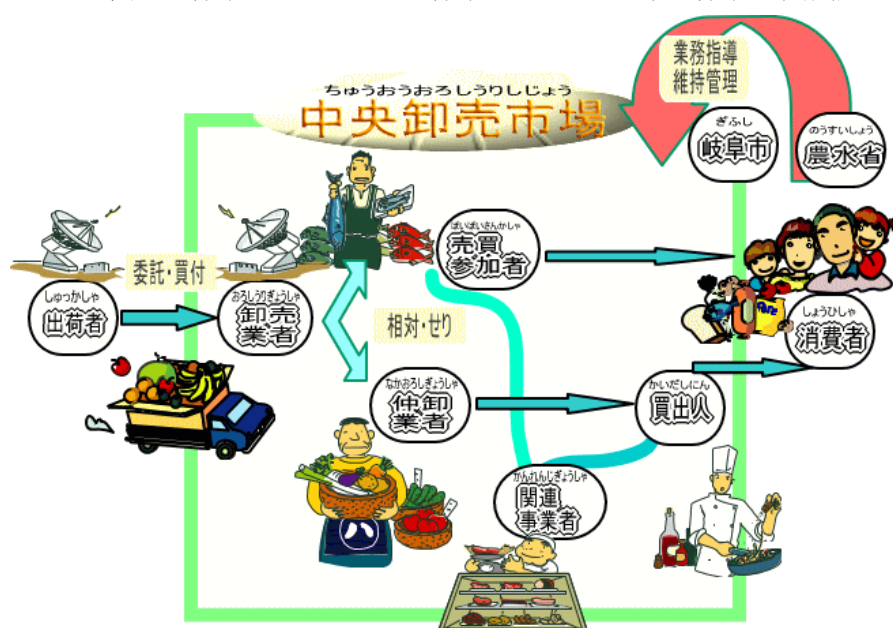 ちゅうおうおろしうりしじょう
中央卸売市場
業務指導
維持管理
ぎふし
岐阜市
のうすいしょう
農水省
ばいばいさんかしゃ
売買
参加者
委託・買付
しゅっかしゃ
出荷者
おろしうりぎょうしゃ
卸売
業者
相対・せり
しょうひしゃ
消費者
なかおろしぎょうしゃ
仲卸
業者
かいだしにん
買出人
かんれんじぎょうしゃ
関連
事業者
八